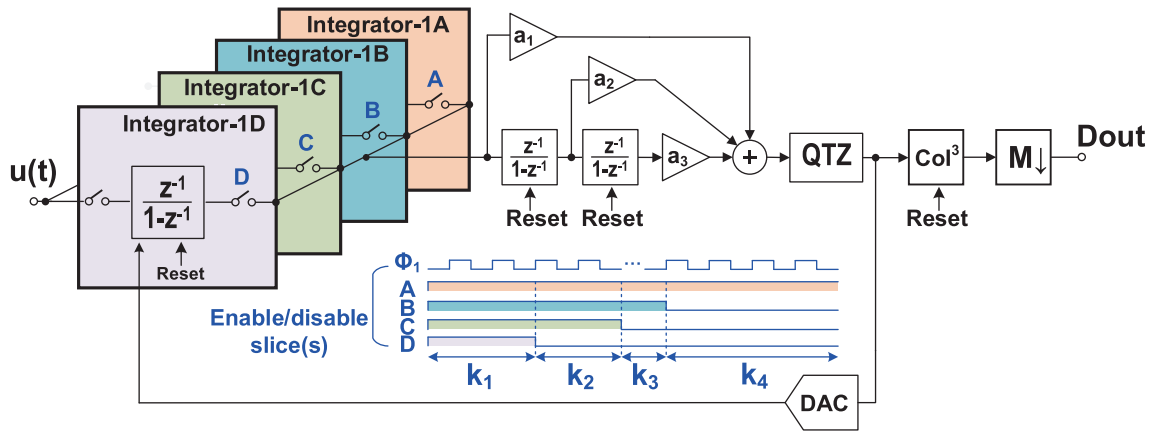 Integrator-1A
Integrator-1B
Integrator-1C
Integrator-1D
A
B
C
D
u(t)
z⁻¹
1-z⁻¹
Reset
a₁
a₂
z⁻¹
1-z⁻¹
Reset
z⁻¹
1-z⁻¹
Reset
a₃
+
QTZ
Col³
Reset
M↓
Dout
Enable/disable
slice(s)
Φ₁
...
A
B
C
D
k₁
k₂
k₃
k₄
DAC